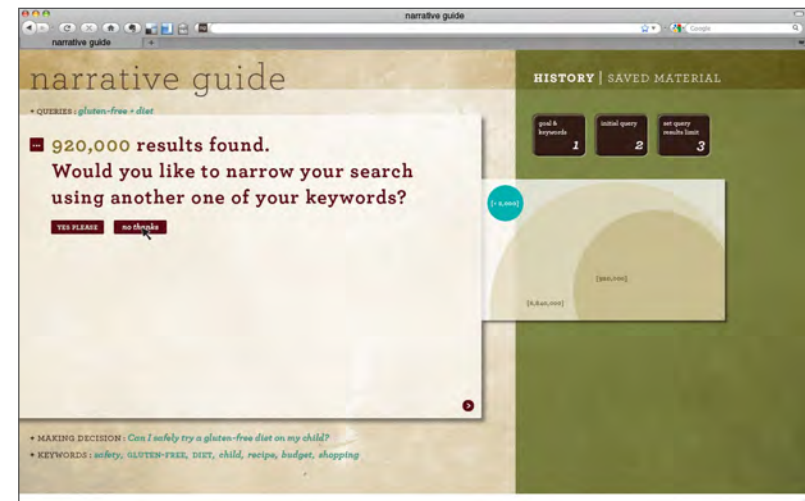 narrative guide
Google
narrative guide
+
narrative guide
HISTORY | SAVED MATERIAL
+ QUERIES : gluten-free + diet
goal & keywords 1
initial query 2
set query results limit 3
920,000 results found.
Would you like to narrow your search
using another one of your keywords?
YES PLEASE
no thanks
[920,000]
+ MAKING DECISION : Can I safely try a gluten-free diet on my child?
+ KEYWORDS : safety, GLUTEN-FREE, DIET, child, recipe, budget, shopping